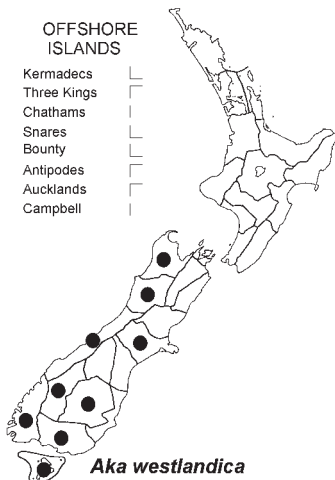 OFFSHORE
ISLANDS
Kermadecs
Three Kings
Chathams
Snares
Bounty
Antipodes
Aucklands
Campbell
Aka westlandica